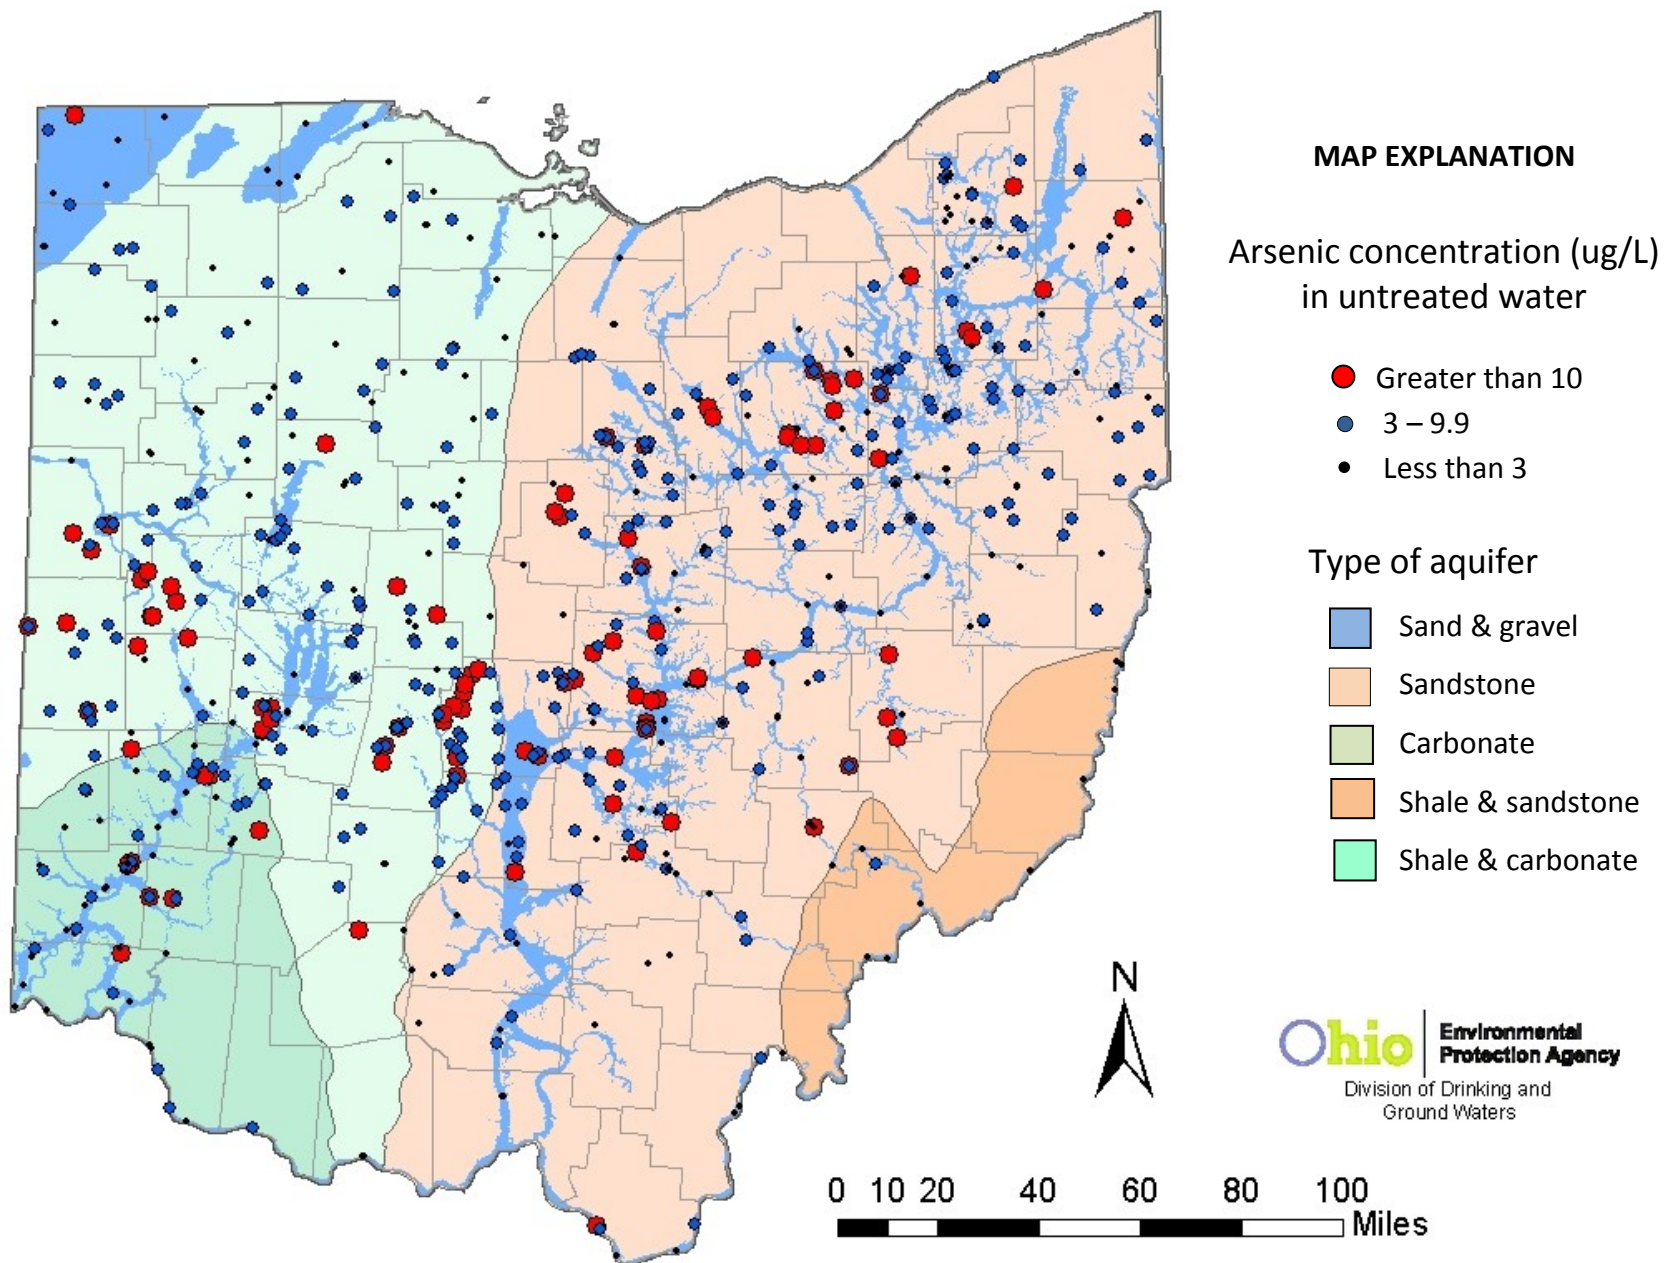 MAP EXPLANATION
Arsenic concentration (ug/L)
in untreated water
Greater than 10
3 – 9.9
Less than 3
Type of aquifer
Sand & gravel
Sandstone
Carbonate
Shale & sandstone
Shale & carbonate
N
Ohio
Environmental
Protection Agency
Division of Drinking and
Ground Waters
0 10 20 40 60 80 100
Miles